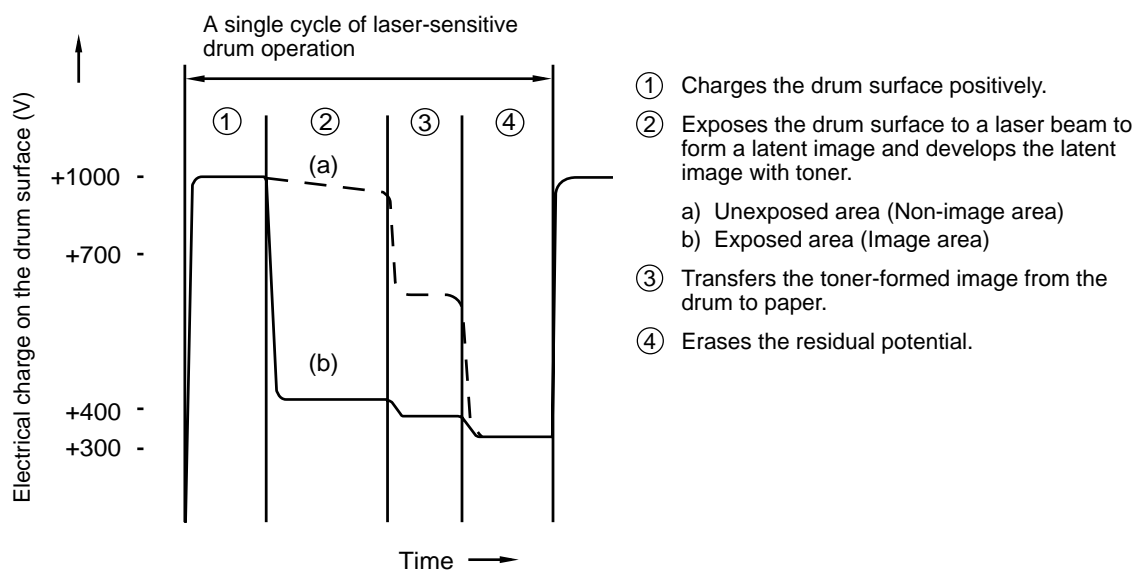 A single cycle of laser-sensitive
drum operation
Electrical charge on the drum surface (V)
① ② ③ ④
(a)
(b)
+1000 -
+700 -
+400 -
+300 -
Time
① Charges the drum surface positively.
② Exposes the drum surface to a laser beam to
form a latent image and develops the latent
image with toner.
a) Unexposed area (Non-image area)
b) Exposed area (Image area)
③ Transfers the toner-formed image from the
drum to paper.
④ Erases the residual potential.